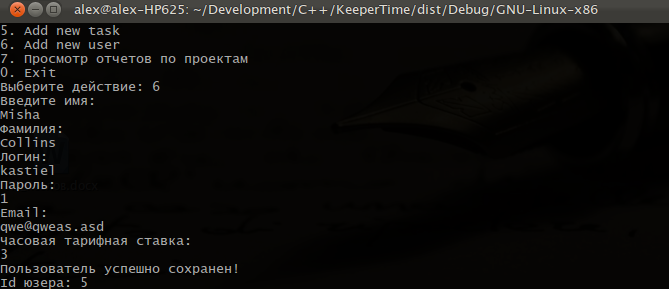 alex@alex-HP625: ~/Development/C++/KeeperTime/dist/Debug/GNU-Linux-x86
5. Add new task
6. Add new user
7. Просмотр отчетов по проектам
0. Exit
Выберите действие: 6
Введите имя:
Misha
Фамилия:
Collins
Логин:
kastiel
Пароль:
1
Email:
qwe@qweas.asd
Часовая тарифная ставка:
3
Пользователь успешно сохранен!
Id юзера: 5